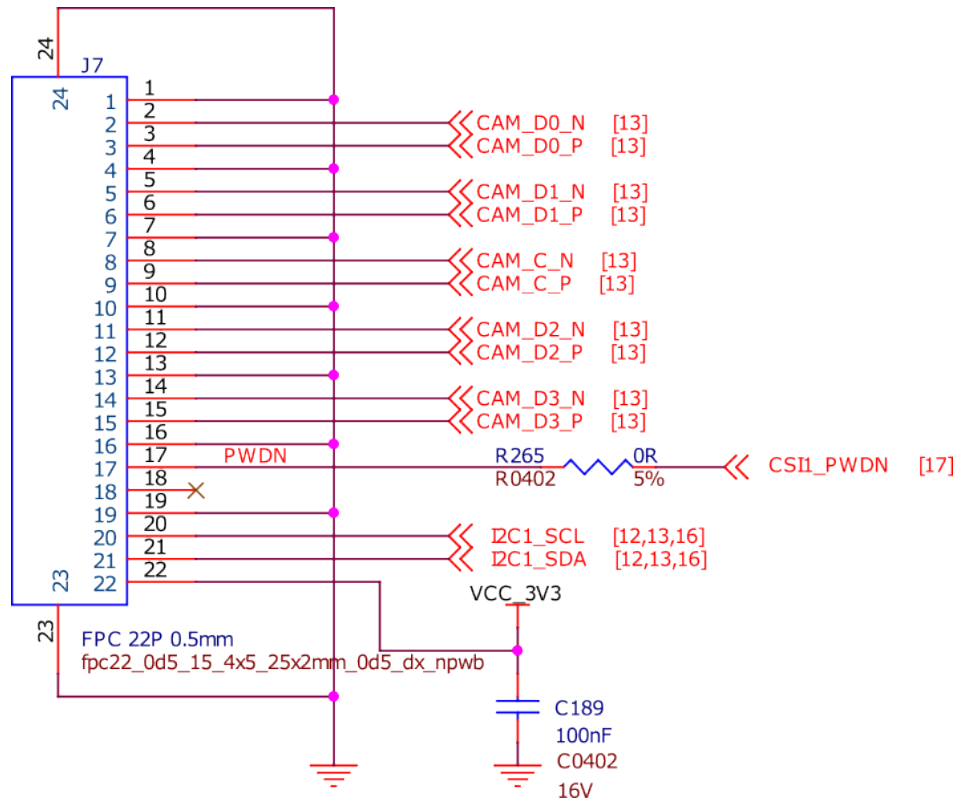 24
J7
24
1
1
2
2
CAM_D0_N [13]
3
3
CAM_D0_P [13]
4
4
5
5
CAM_D1_N [13]
6
6
CAM_D1_P [13]
7
7
8
8
CAM_C_N [13]
9
9
CAM_C_P [13]
10
10
11
11
CAM_D2_N [13]
12
12
CAM_D2_P [13]
13
13
14
14
CAM_D3_N [13]
15
15
CAM_D3_P [13]
16
16
17
17
PWDN
R265
0R
R0402
5%
CSI1_PWDN [17]
18
18
19
19
20
20
I2C1_SCL [12,13,16]
21
21
I2C1_SDA [12,13,16]
22
22
23
VCC_3V3
23
FPC 22P 0.5mm
fpc22_0d5_15_4x5_25x2mm_0d5_dx_npwb
C189
100nF
C0402
16V